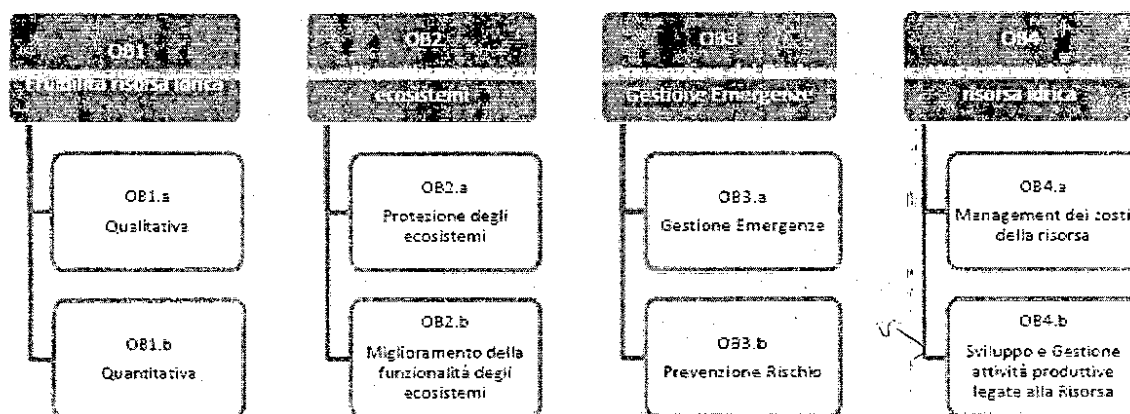 OB1
Fruibilità risorsa idrica
OB1.a
Qualitativa
OB1.b
Quantitativa
OB2
ecosistemi
OB2.a
Protezione degli
ecosistemi
OB2.b
Miglioramento della
funzionalità degli
ecosistemi
OB3
Gestione Emergenze
OB3.a
Gestione Emergenze
OB3.b
Prevenzione Rischio
OB4
risorsa idrica
OB4.a
Management dei costi
della risorsa
OB4.b
Sviluppo e Gestione
attività produttive
legate alla Risorsa